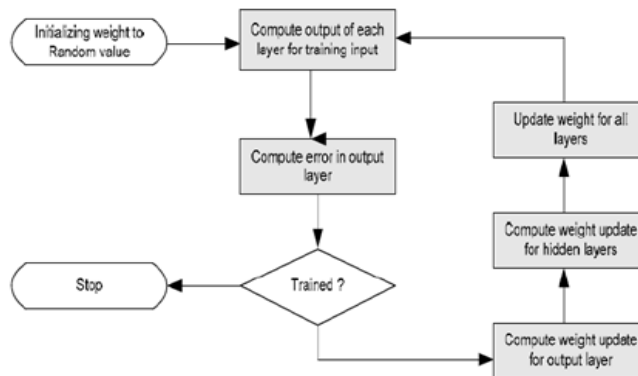 Initializing weight to
Random value
Compute output of each
layer for training input
Compute error in output
layer
Trained ?
Stop
Compute weight update
for output layer
Compute weight update
for hidden layers
Update weight for all
layers